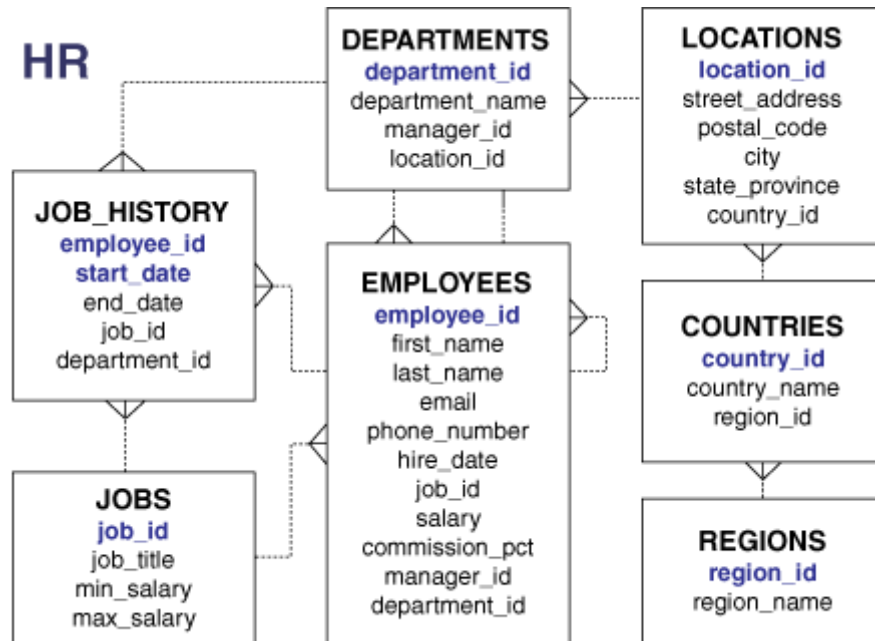 HR
DEPARTMENTS
department_id
department_name
manager_id
location_id
LOCATIONS
location_id
street_address
postal_code
city
state_province
country_id
JOB_HISTORY
employee_id
start_date
end_date
job_id
department_id
EMPLOYEES
employee_id
first_name
last_name
email
phone_number
hire_date
job_id
salary
commission_pct
manager_id
department_id
COUNTRIES
country_id
country_name
region_id
JOBS
job_id
job_title
min_salary
max_salary
REGIONS
region_id
region_name